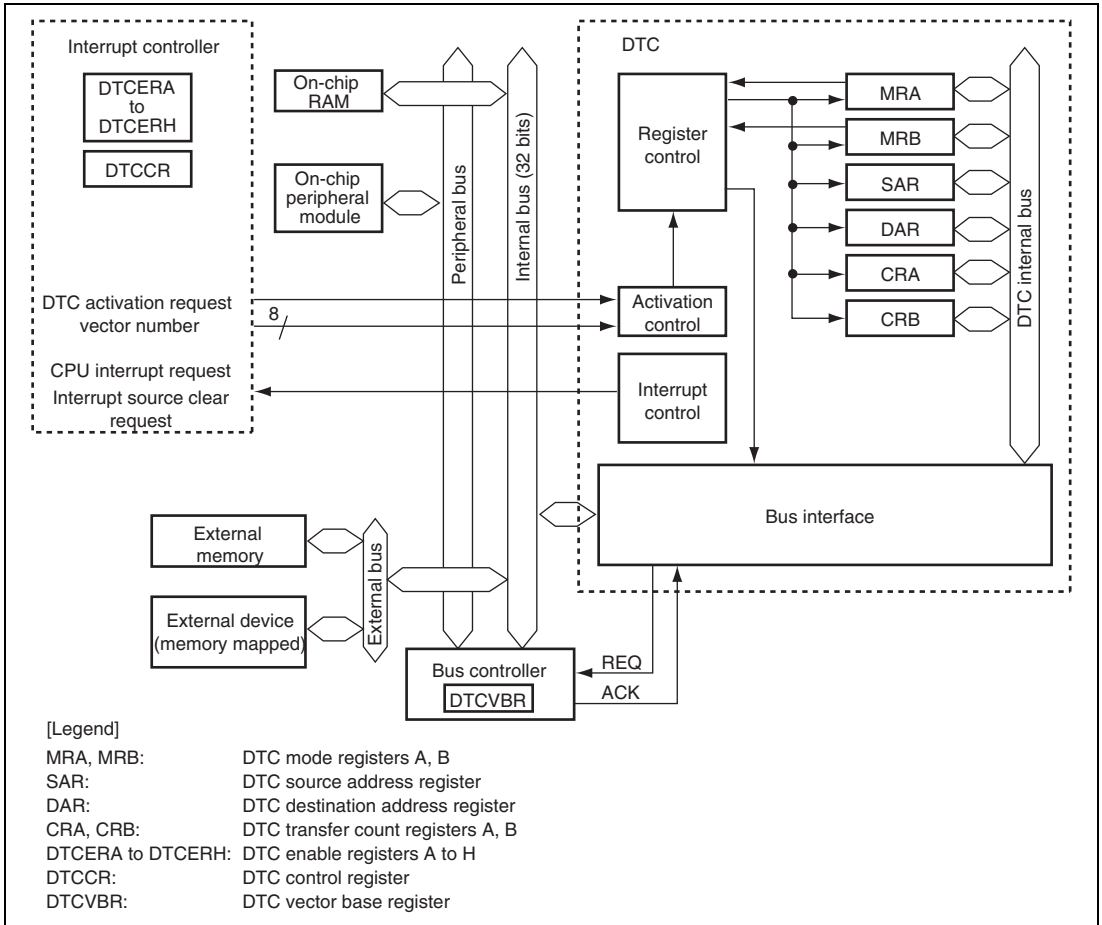 Interrupt controller
DTCERA
to
DTCERH
DTCCR
DTC activation request
vector number
8
CPU interrupt request
Interrupt source clear
request
On-chip
RAM
On-chip
peripheral
module
Peripheral bus
Internal bus (32 bits)
External
memory
External device
(memory mapped)
External bus
Bus controller
DTCVBR
REQ
ACK
DTC
Register
control
Activation
control
Interrupt
control
MRA
MRB
SAR
DAR
CRA
CRB
DTC internal bus
Bus interface
[Legend]
MRA, MRB: DTC mode registers A, B
SAR: DTC source address register
DAR: DTC destination address register
CRA, CRB: DTC transfer count registers A, B
DTCERA to DTCERH: DTC enable registers A to H
DTCCR: DTC control register
DTCVBR: DTC vector base register